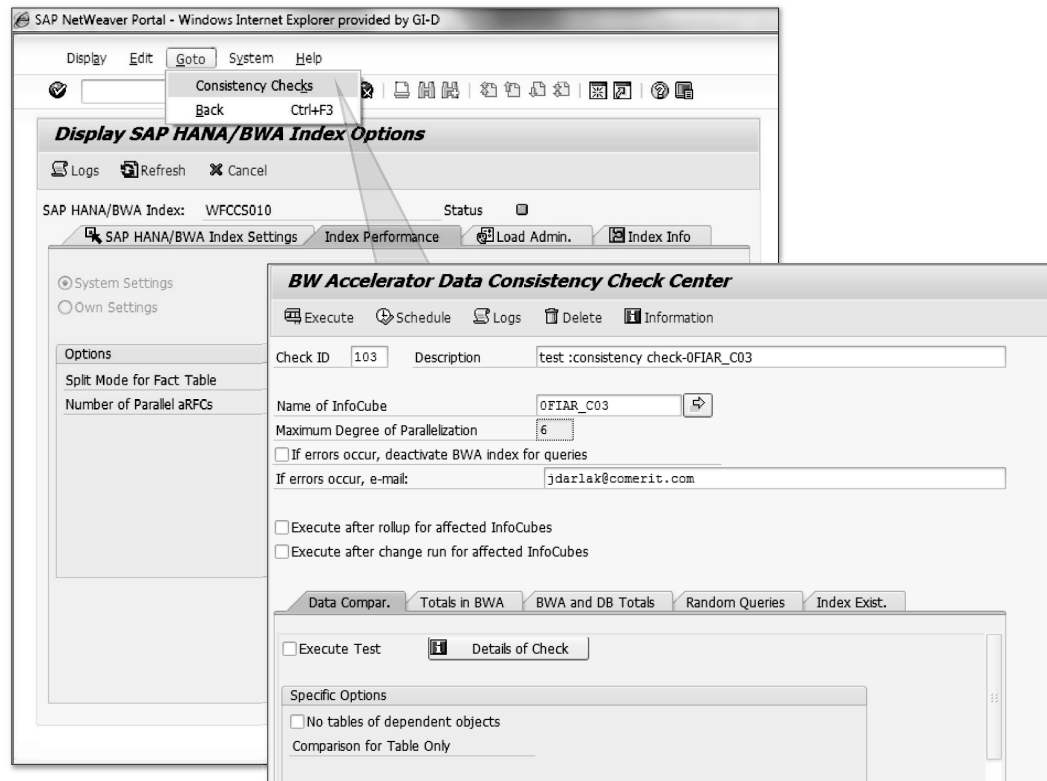 SAP NetWeaver Portal - Windows Internet Explorer provided by GI-D
Display Edit Goto System Help
Consistency Checks
Back Ctrl+F3
Display SAP HANA/BWA Index Options
Logs Refresh Cancel
SAP HANA/BWA Index: WFCCS010 Status
SAP HANA/BWA Index Settings Index Performance Load Admin. Index Info
System Settings
Own Settings
Options
Split Mode for Fact Table
Number of Parallel aRFCs
BW Accelerator Data Consistency Check Center
Execute Schedule Logs Delete Information
Check ID 103 Description test :consistency check-0FIAR_C03
Name of InfoCube 0FIAR_C03
Maximum Degree of Parallelization 6
If errors occur, deactivate BWA index for queries
If errors occur, e-mail: jdarlak@comerit.com
Execute after rollup for affected InfoCubes
Execute after change run for affected InfoCubes
Data Compar. Totals in BWA BWA and DB Totals Random Queries Index Exist.
Execute Test Details of Check
Specific Options
No tables of dependent objects
Comparison for Table Only